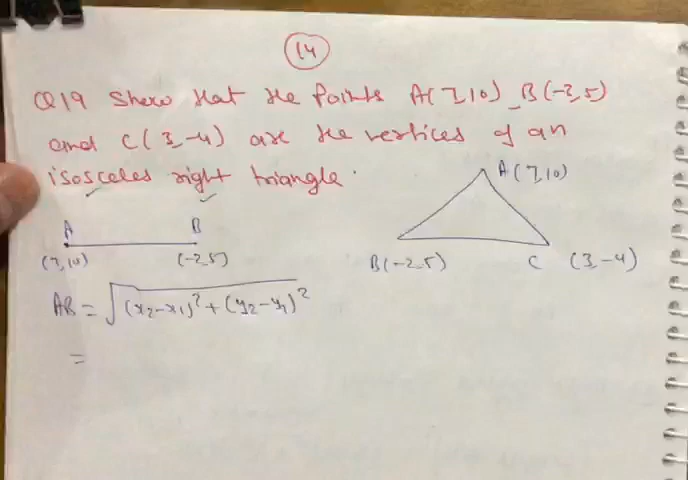 14
Q19 Show that the Points A(7,10) B(-2,5)
and C(3,-4) are the vertices of an
isosceles right triangle.
A(7,10)
A B
(7,10) (-2,5)
B(-2,5) C (3,-4)
AB = √(x2-x1)²+(y2-y1)²
=